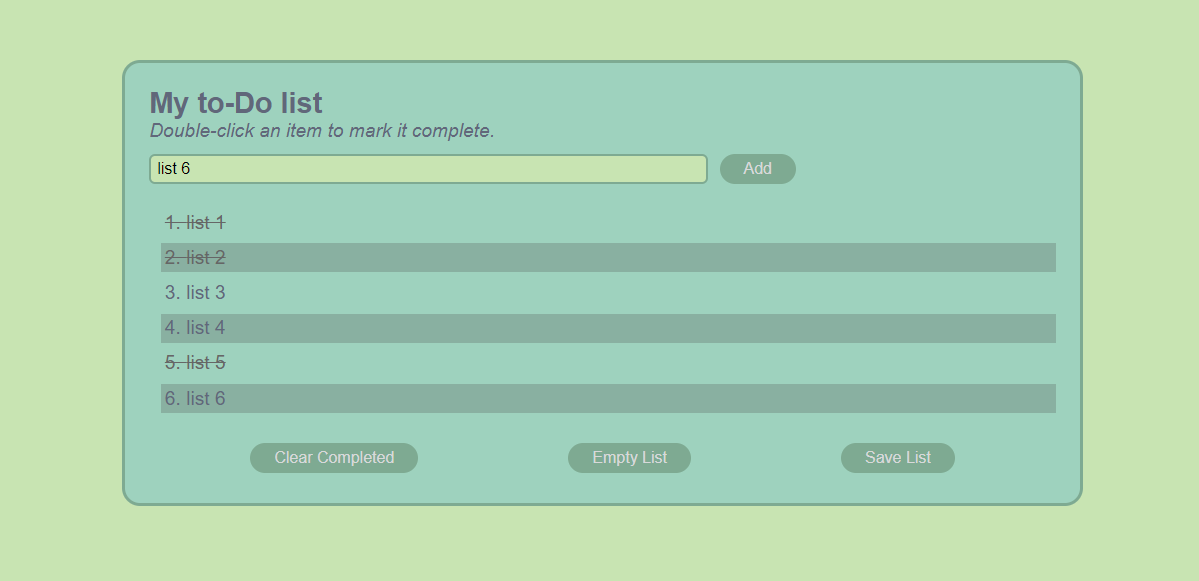 My to-Do list
Double-click an item to mark it complete.
list 6 Add
1. list 1
2. list 2
3. list 3
4. list 4
5. list 5
6. list 6
Clear Completed Empty List Save List